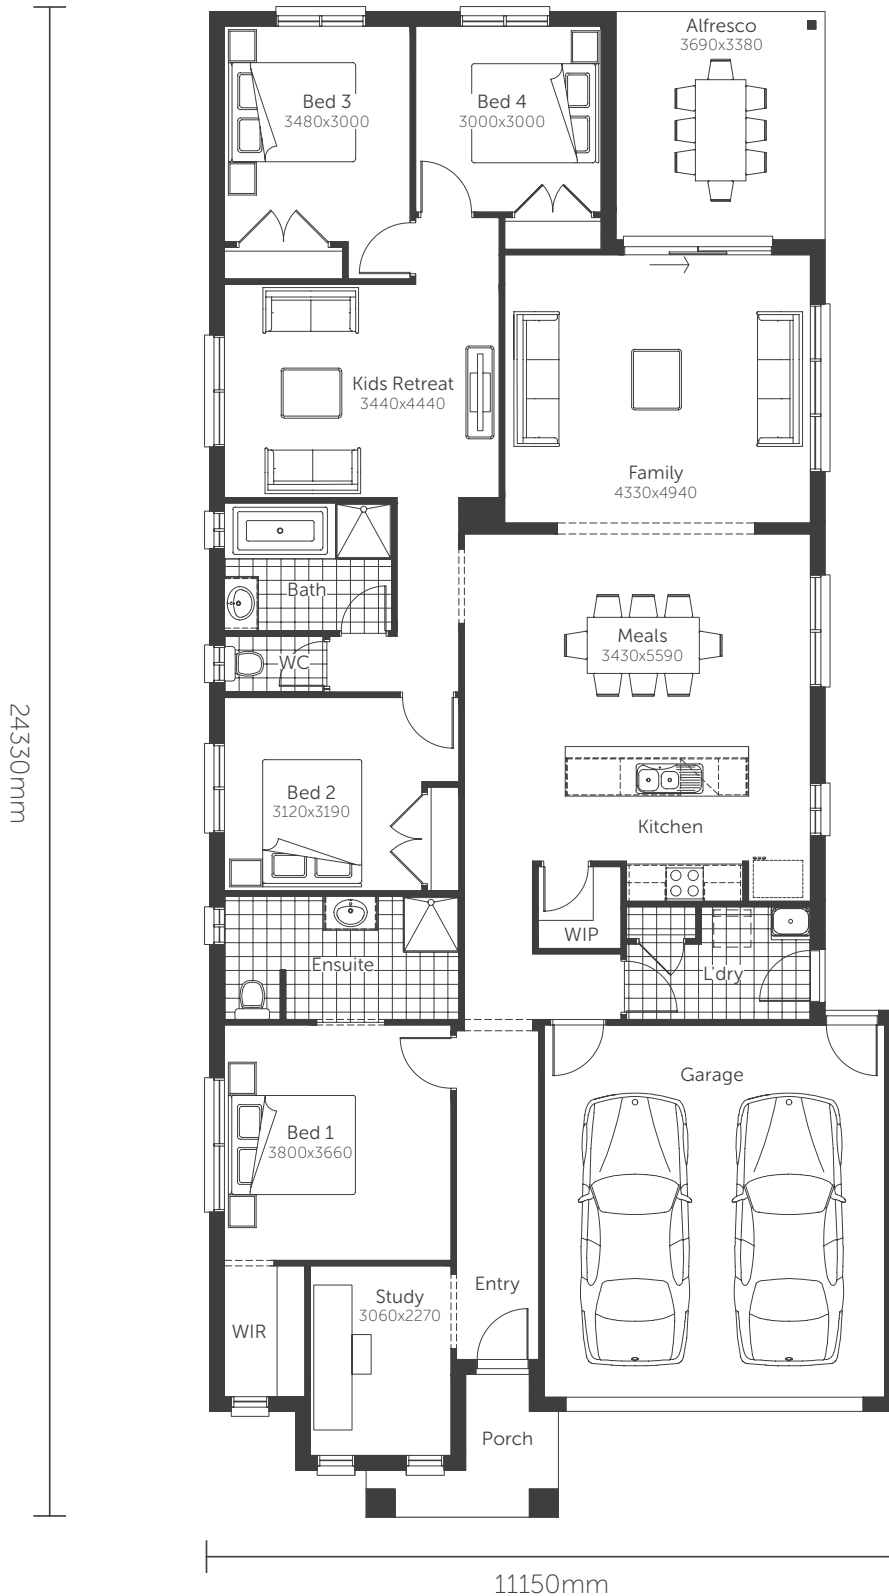 Alfresco
3690x3380
Bed 3
3480x3000
Bed 4
3000x3000
Kids Retreat
3440x4440
Family
4330x4940
Bath
Meals
3430x5590
WC
24330mm
Bed 2
3120x3190
Kitchen
WIP
Ensuite
L'dry
Garage
Bed 1
3800x3660
Entry
Study
3060x2270
WIR
Porch
11150mm